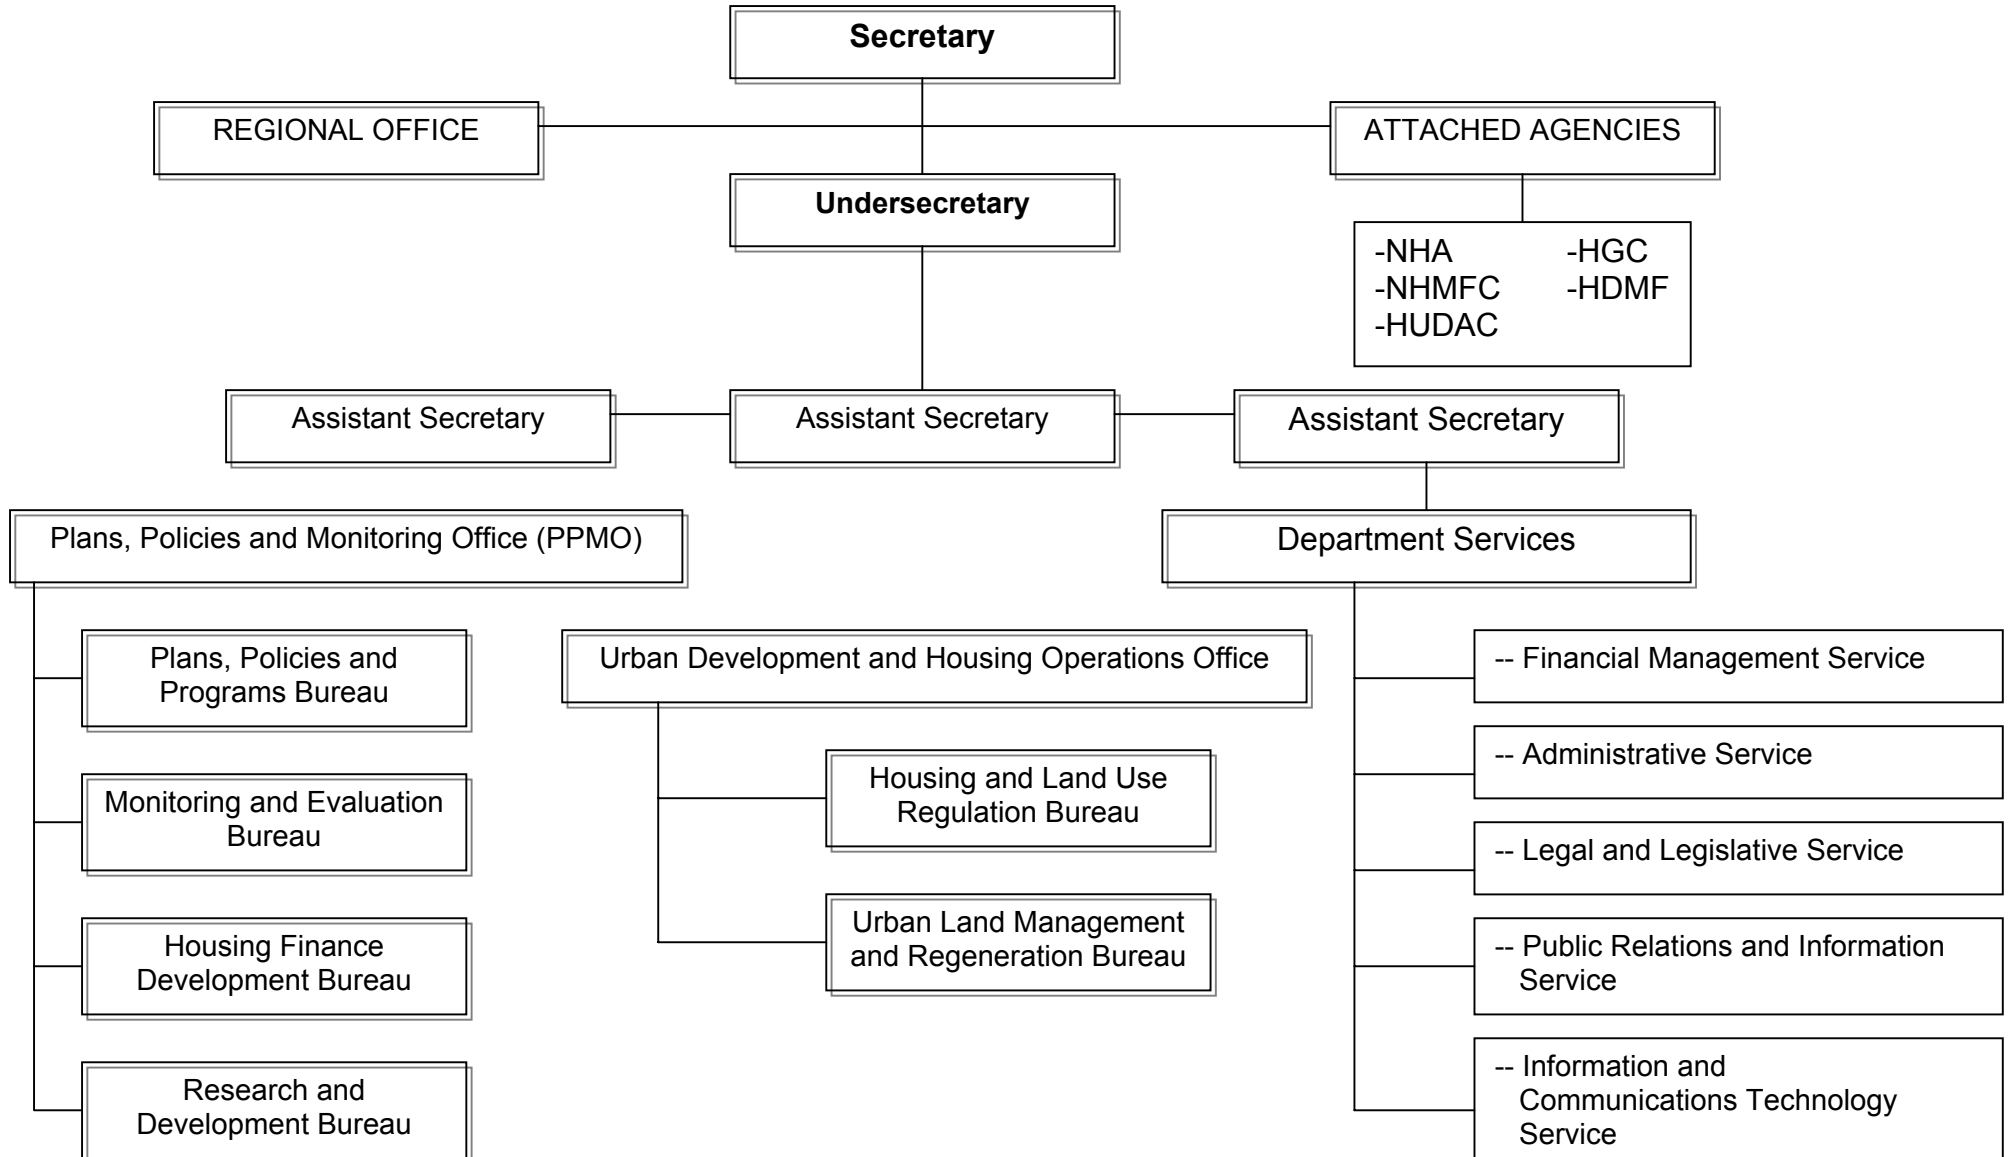 Secretary
REGIONAL OFFICE
ATTACHED AGENCIES
Undersecretary
-NHA -HGC
-NHMFC -HDMF
-HUDAC
Assistant Secretary
Assistant Secretary
Assistant Secretary
Plans, Policies and Monitoring Office (PPMO)
Plans, Policies and
Programs Bureau
Monitoring and Evaluation
Bureau
Housing Finance
Development Bureau
Research and
Development Bureau
Urban Development and Housing Operations Office
Housing and Land Use
Regulation Bureau
Urban Land Management
and Regeneration Bureau
Department Services
-- Financial Management Service
-- Administrative Service
-- Legal and Legislative Service
-- Public Relations and Information
Service
-- Information and
Communications Technology
Service